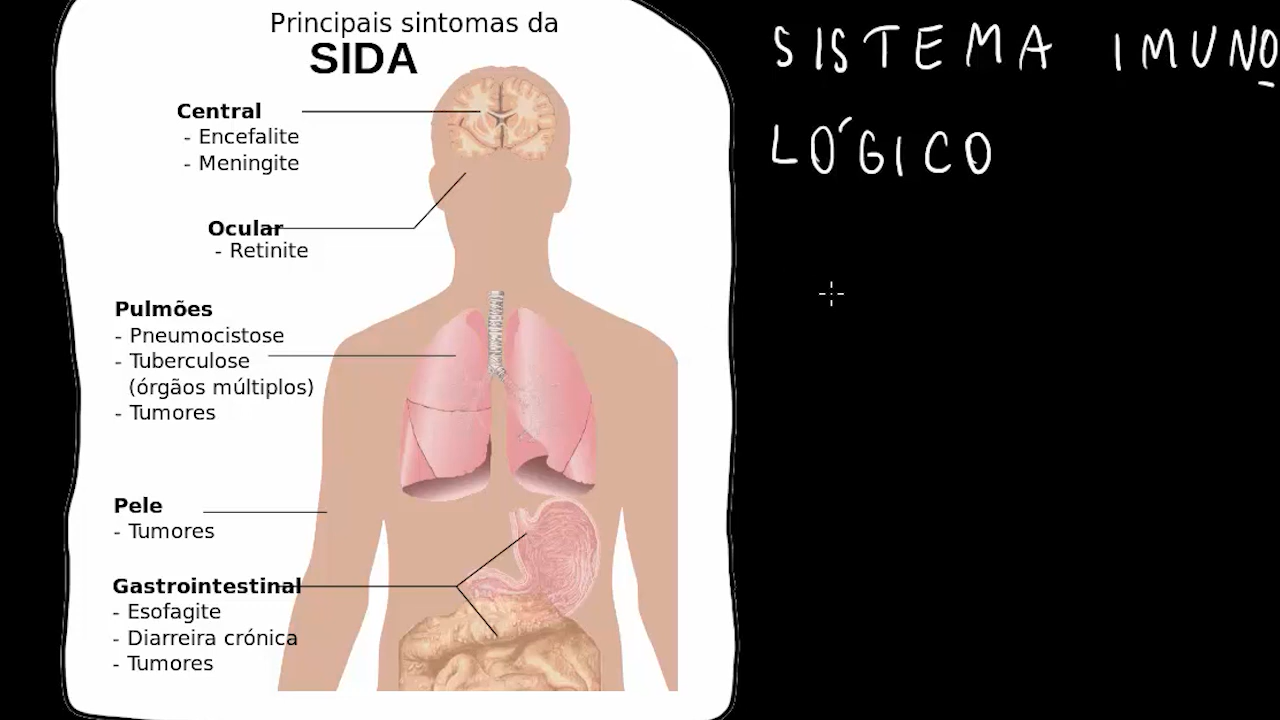 Principais sintomas da
SIDA
Central
- Encefalite
- Meningite
Ocular
- Retinite
Pulmões
- Pneumocistose
- Tuberculose
(órgãos múltiplos)
- Tumores
Pele
- Tumores
Gastrointestinal
- Esofagite
- Diarreira crónica
- Tumores
SISTEMA IMUNO
LÓGICO